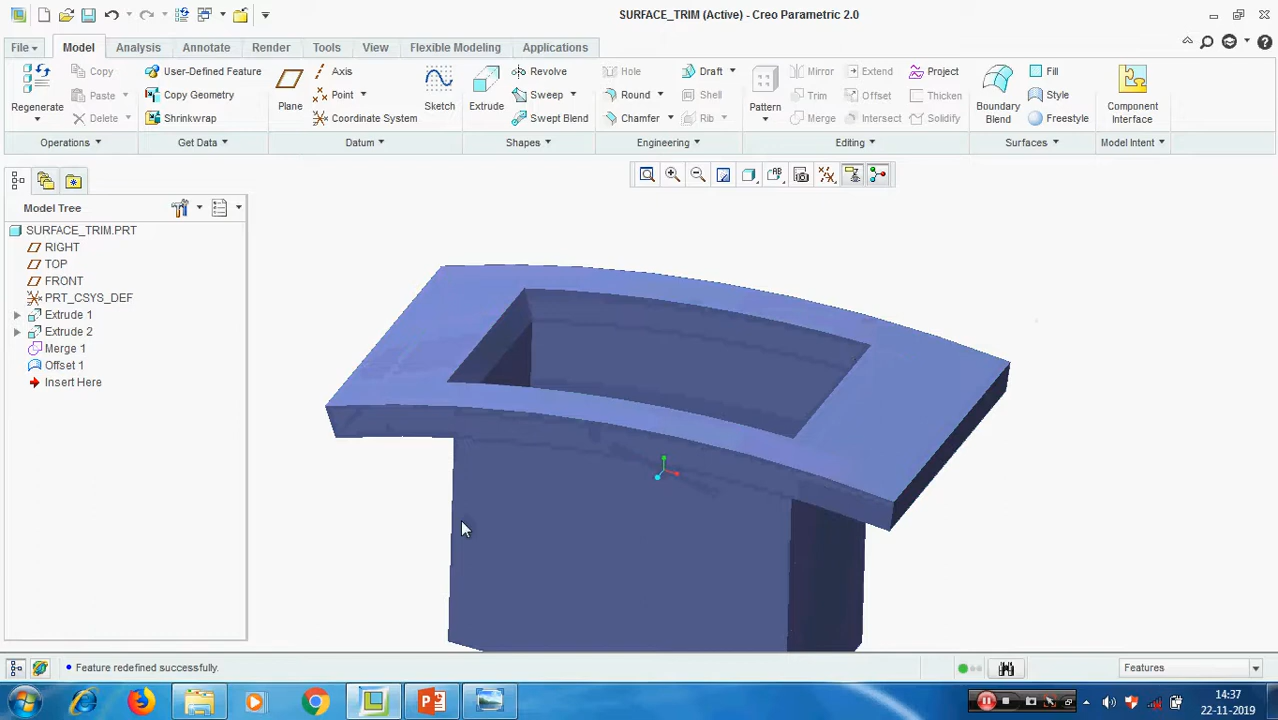 SURFACE_TRIM (Active) - Creo Parametric 2.0
File Model Analysis Annotate Render Tools View Flexible Modeling Applications
Regenerate Copy Paste Delete
Operations
User-Defined Feature Copy Geometry Shrinkwrap
Get Data
Plane Axis Point Coordinate System Sketch
Datum
Extrude Revolve Sweep Swept Blend
Shapes
Hole Round Chamfer Draft Shell Rib
Engineering
Pattern Mirror Trim Merge Extend Offset Intersect Project Thicken Solidify
Editing
Boundary Blend Fill Style Freestyle
Surfaces
Component Interface
Model Intent
Model Tree
SURFACE_TRIM.PRT
RIGHT
TOP
FRONT
PRT_CSYS_DEF
Extrude 1
Extrude 2
Merge 1
Offset 1
Insert Here
Feature redefined successfully.
Features
14:37
22-11-2019